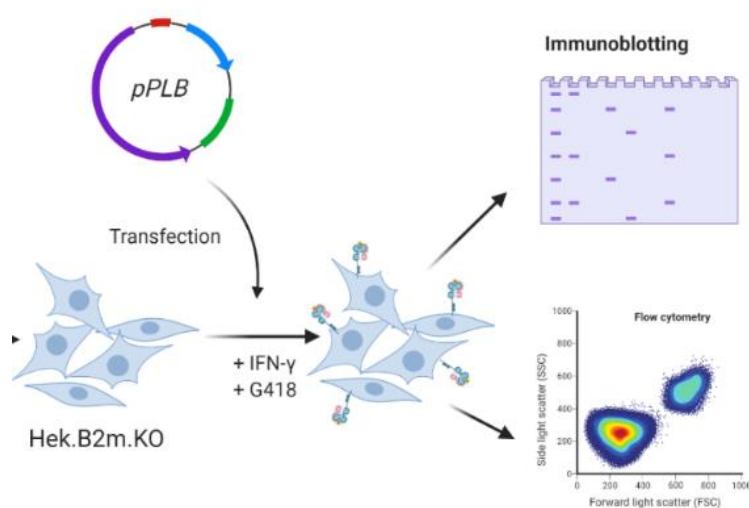 pPLB
Immunoblotting
Transfection
+ IFN-γ
+ G418
Hek.B2m.KO
Flow cytometry
Side light scatter (SSC)
1000
800
600
400
200
0
0
200
400
600
800
1000
Forward light scatter (FSC)